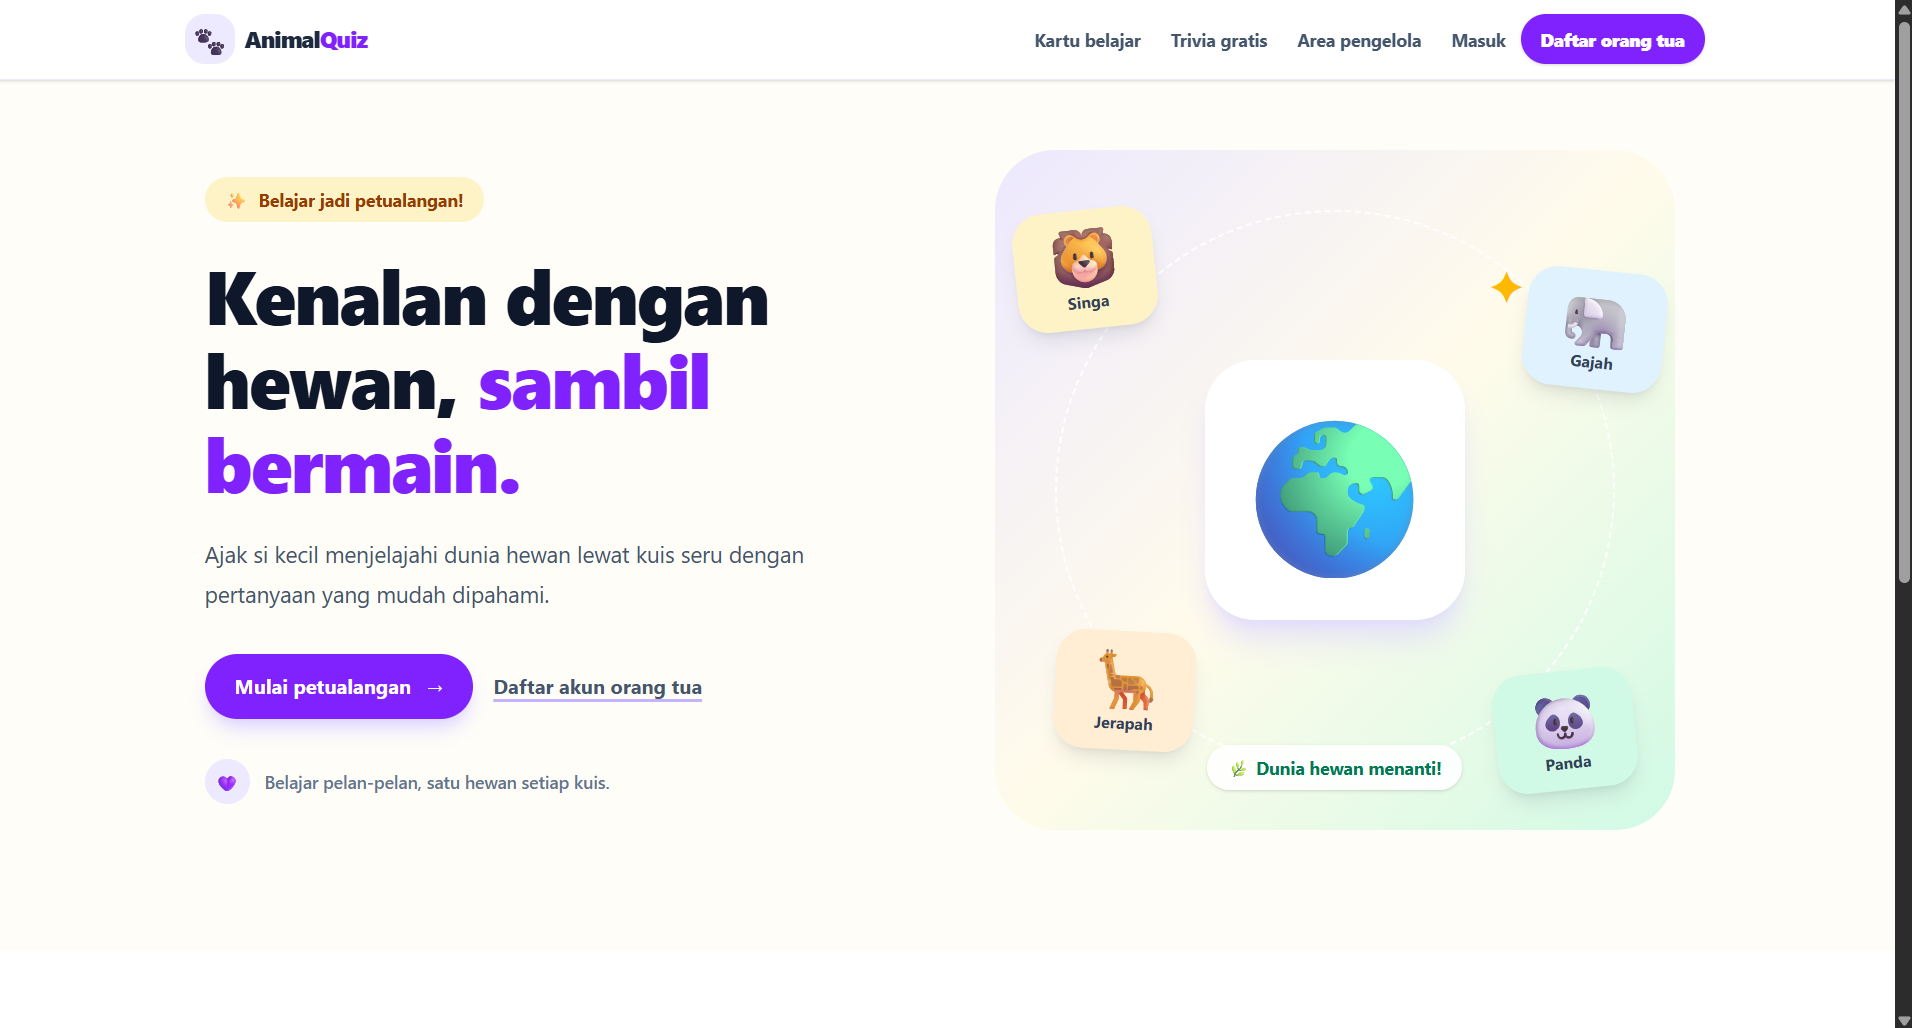 AnimalQuiz
Kartu belajar
Trivia gratis
Area pengelola
Masuk
Daftar orang tua
Belajar jadi petualangan!
Kenalan dengan
hewan, sambil
bermain.
Ajak si kecil menjelajahi dunia hewan lewat kuis seru dengan
pertanyaan yang mudah dipahami.
Mulai petualangan →
Daftar akun orang tua
Belajar pelan-pelan, satu hewan setiap kuis.
Singa
Gajah
Jerapah
Panda
Dunia hewan menanti!